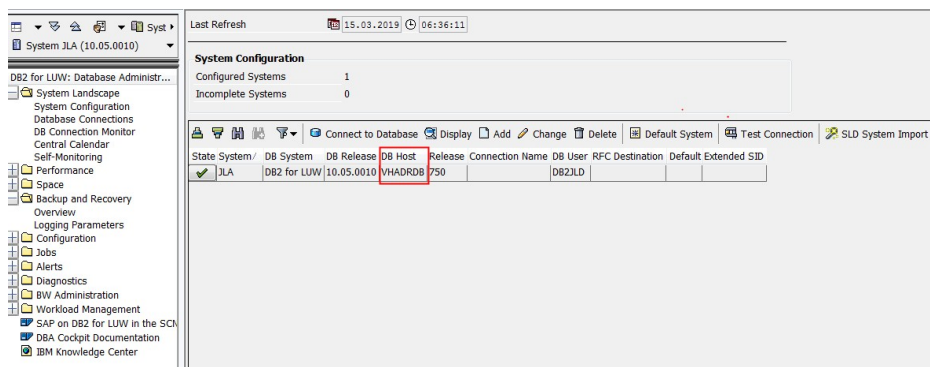 Syst
System JLA (10.05.0010)
DB2 for LUW: Database Administr...
System Landscape
System Configuration
Database Connections
DB Connection Monitor
Central Calendar
Self-Monitoring
Performance
Space
Backup and Recovery
Overview
Logging Parameters
Configuration
Jobs
Alerts
Diagnostics
BW Administration
Workload Management
SAP on DB2 for LUW in the SCN
DBA Cockpit Documentation
IBM Knowledge Center
Last Refresh 15.03.2019 06:36:11
System Configuration
Configured Systems 1
Incomplete Systems 0
Connect to Database Display Add Change Delete Default System Test Connection SLD System Import
State System/ DB System DB Release DB Host Release Connection Name DB User RFC Destination Default Extended SID
JLA DB2 for LUW 10.05.0010 VHADRDB 750 DB2JLD